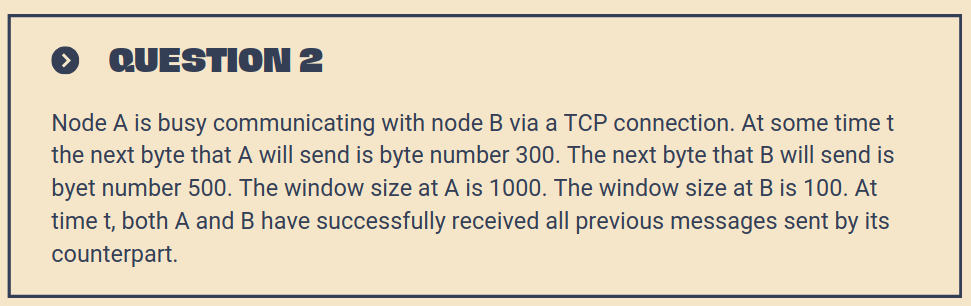 QUESTION 2
Node A is busy communicating with node B via a TCP connection. At some time t
the next byte that A will send is byte number 300. The next byte that B will send is
byet number 500. The window size at A is 1000. The window size at B is 100. At
time t, both A and B have successfully received all previous messages sent by its
counterpart.